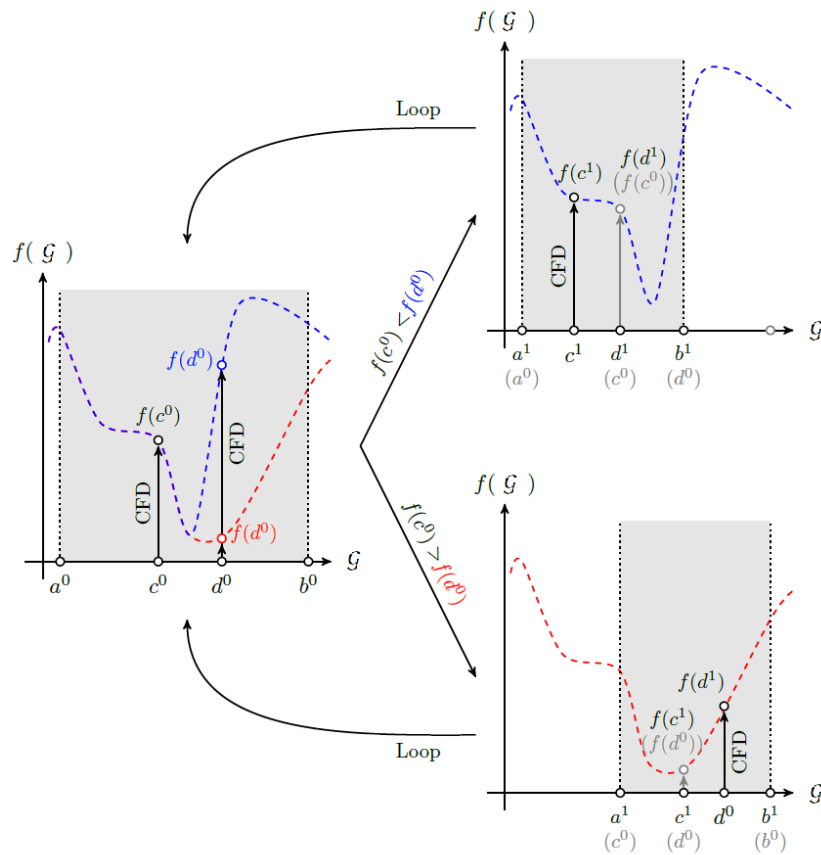 f( 𝒢 )
Loop
f(d¹)
(f(c⁰))
f(c¹)
CFD
𝒢
a¹ c¹ d¹ b¹
(a⁰) (c⁰) (d⁰)
f(c⁰) < f(d⁰)
f( 𝒢 )
f(d⁰)
f(c⁰)
CFD
CFD
f(d⁰)
𝒢
a⁰ c⁰ d⁰ b⁰
f(c⁰) > f(d⁰)
f( 𝒢 )
f(d¹)
f(c¹)
(f(d⁰))
CFD
Loop
𝒢
a¹ c¹ d⁰ b¹
(c⁰) (d⁰) (b⁰)